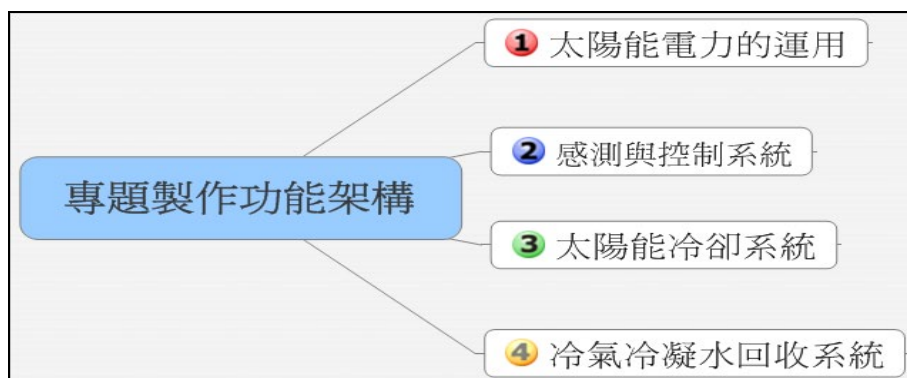 1 太陽能電力的運用
2 感測與控制系統
專題製作功能架構
3 太陽能冷卻系統
4 冷氣冷凝水回收系統